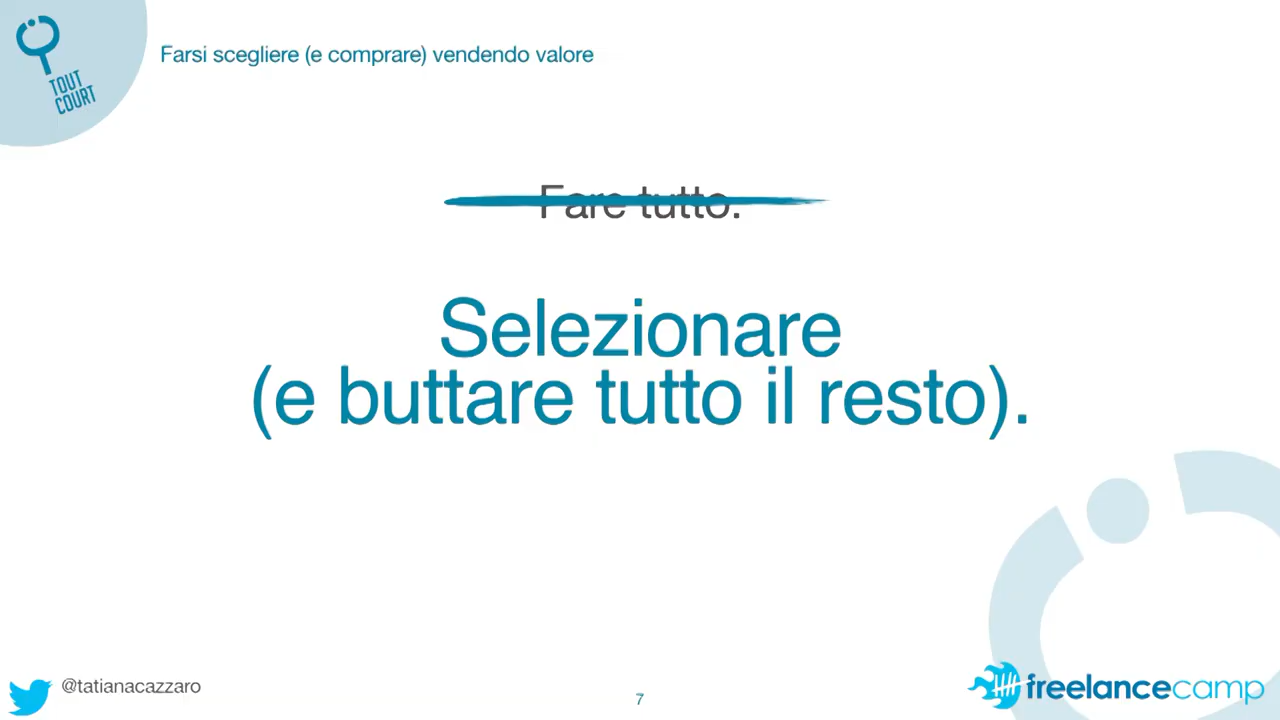 TOUT
COURT
Farsi scegliere (e comprare) vendendo valore
Fare tutto.
Selezionare
(e buttare tutto il resto).
@tatianacazzaro
7
freelancecamp